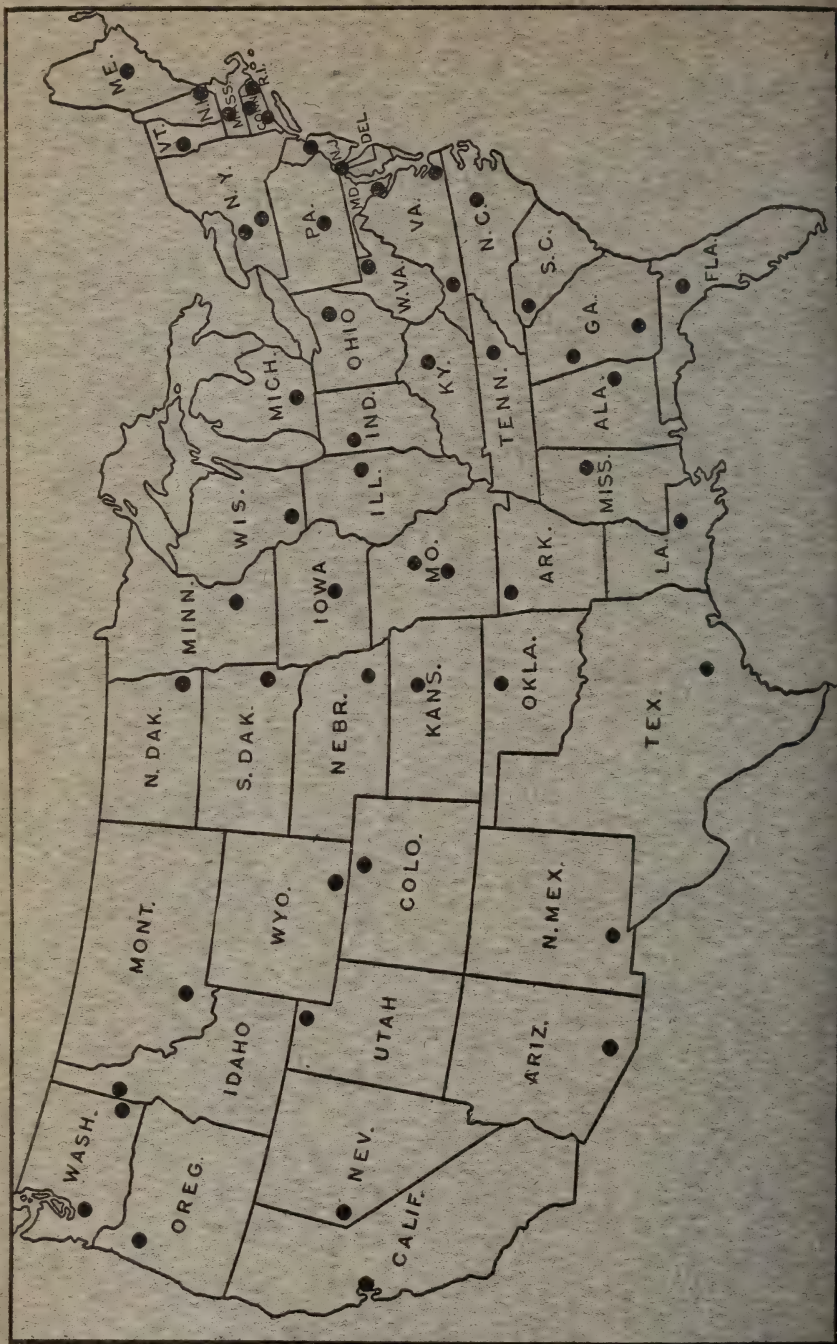 WASH.
OREG.
CALIF.
NEV.
IDAHO
MONT.
WYO.
UTAH
ARIZ.
COLO.
N. MEX.
N. DAK.
S. DAK.
NEBR.
KANS.
OKLA.
TEX.
MINN.
IOWA
MO.
ARK.
LA.
WIS.
ILL.
MICH.
IND.
OHIO
KY.
TENN.
MISS.
ALA.
GA.
FLA.
S.C.
N.C.
VA.
W.VA.
MD.
DEL.
PA.
N.J.
N.Y.
VT.
N.H.
MASS.
CONN.
R.I.
ME.